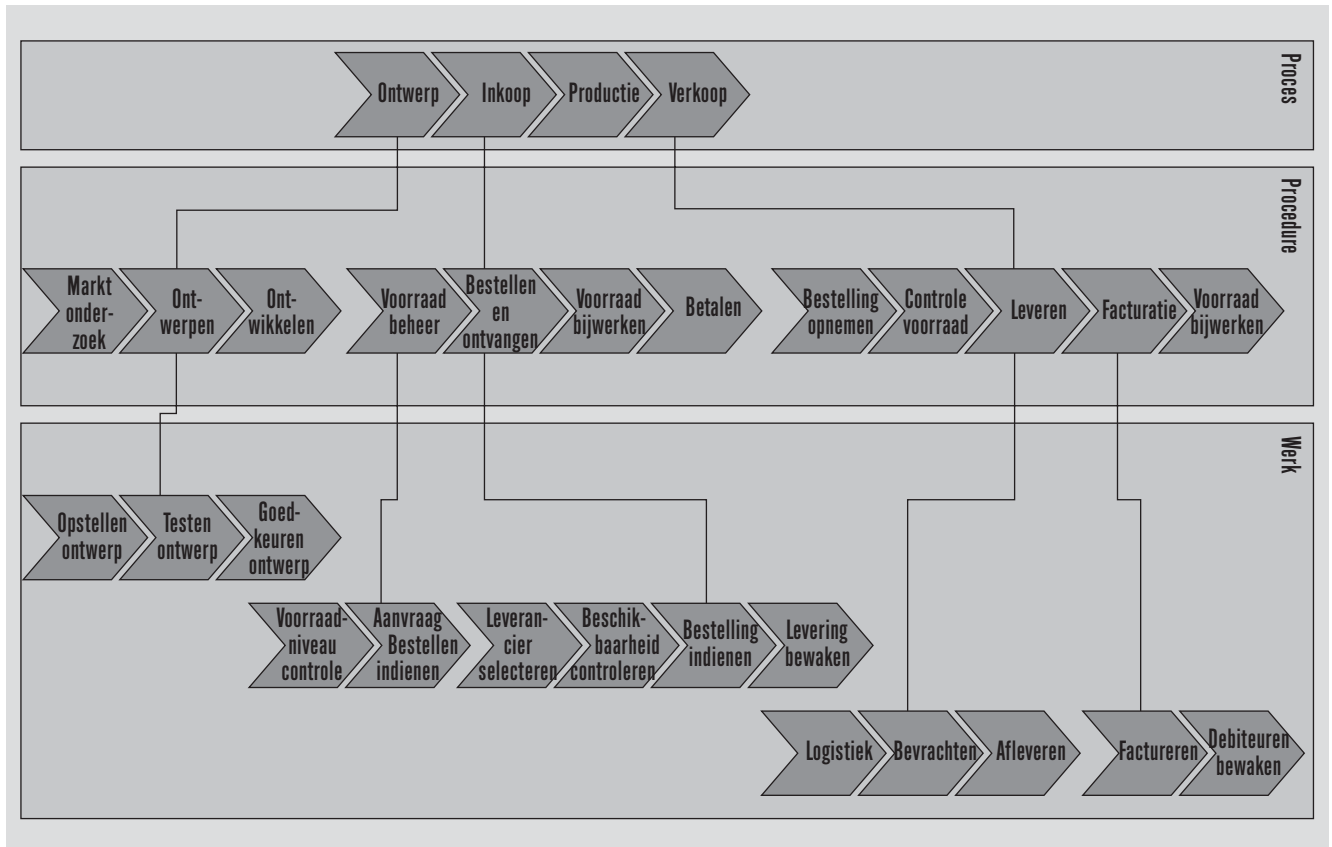 Proces
Ontwerp
Inkoop
Productie
Verkoop
Procedure
Markt
onder-
zoek
Ont-
werpen
Ont-
wikkelen
Voorraad
beheer
Bestellen
en
ontvangen
Voorraad
bijwerken
Betalen
Bestelling
opnemen
Controle
voorraad
Leveren
Facturatie
Voorraad
bijwerken
Werk
Opstellen
ontwerp
Testen
ontwerp
Goed-
keuren
ontwerp
Voorraad-
niveau
controle
Aanvraag
Bestellen
indienen
Leveran-
cier
selecteren
Beschik-
baarheid
controleren
Bestelling
indienen
Levering
bewaken
Logistiek
Bevrachten
Afleveren
Factureren
Debiteuren
bewaken